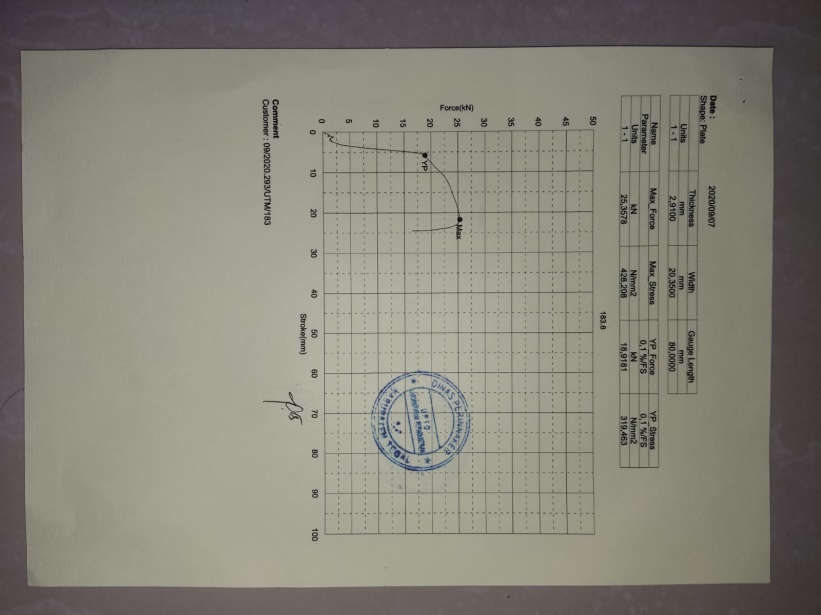 Date : 2020/09/07
Shape: Plate
Thickness Width Gauge Length
Units mm mm mm
1 - 1 2,9100 20,3500 80,0000
Name Max_Force Max_Stress YP_Force YP_Stress
Parameter 0,1 %/FS 0,1 %/FS
Units kN N/mm2 kN N/mm2
1 - 1 25,3578 428,208 18,9181 319,463
183.8
50
45
40
35
30
25
20
15
10
5
0
Force(kN)
YP
Max
0 10 20 30 40 50 60 70 80 90 100
Stroke(mm)
DINAS PERINNAKER
UPTD
KABUPATEN TEGAL
Comment
Customer : 09/2020.293/UTM/183